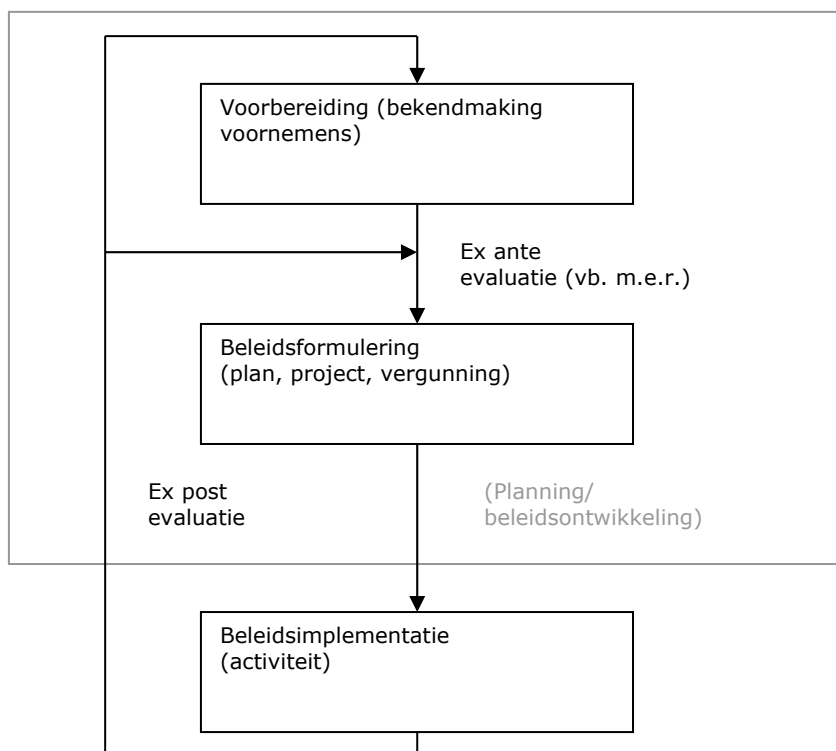 Voorbereiding (bekendmaking
voornemens)
Ex ante
evaluatie (vb. m.e.r.)
Beleidsformulering
(plan, project, vergunning)
Ex post
evaluatie
(Planning/
beleidsontwikkeling)
Beleidsimplementatie
(activiteit)